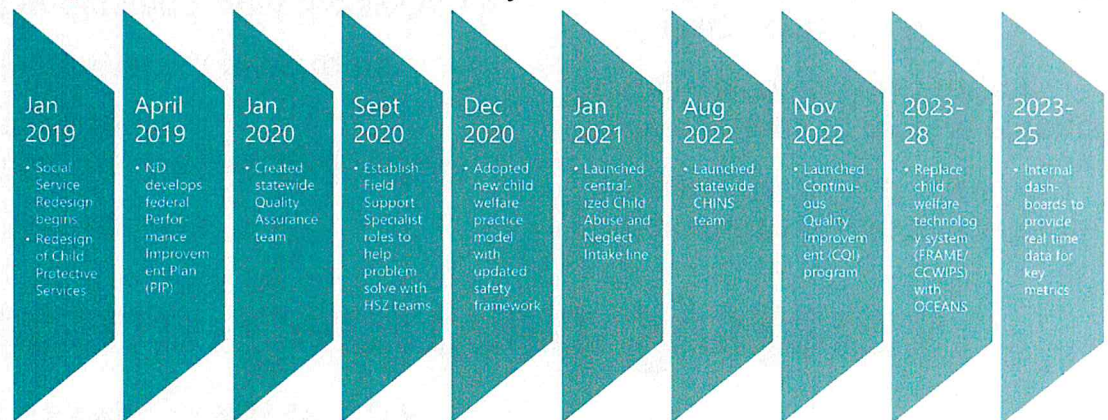 Jan
2019
• Social
Service
Redesign
begins
• Redesign
of Child
Protective
Services
April
2019
• ND
develops
federal
Perfor-
mance
Improvem
ent Plan
(PIP)
Jan
2020
• Created
statewide
Quality
Assurance
team
Sept
2020
• Establish
Field
Support
Specialist
roles to
help
problem
solve with
HSZ teams
Dec
2020
• Adopted
new child
welfare
practice
model
with
updated
safety
framework
Jan
2021
• Launched
central-
ized Child
Abuse and
Neglect
Intake line
Aug
2022
• Launched
statewide
CHINS
team
Nov
2022
• Launched
Continu-
ous
Quality
Improvem
ent (CQI)
program
2023-
28
• Replace
child
welfare
technolog
y system
(FRAME/
CCWIPS)
with
OCEANS
2023-
25
• Internal
dash-
boards to
provide
real time
data for
key
metrics